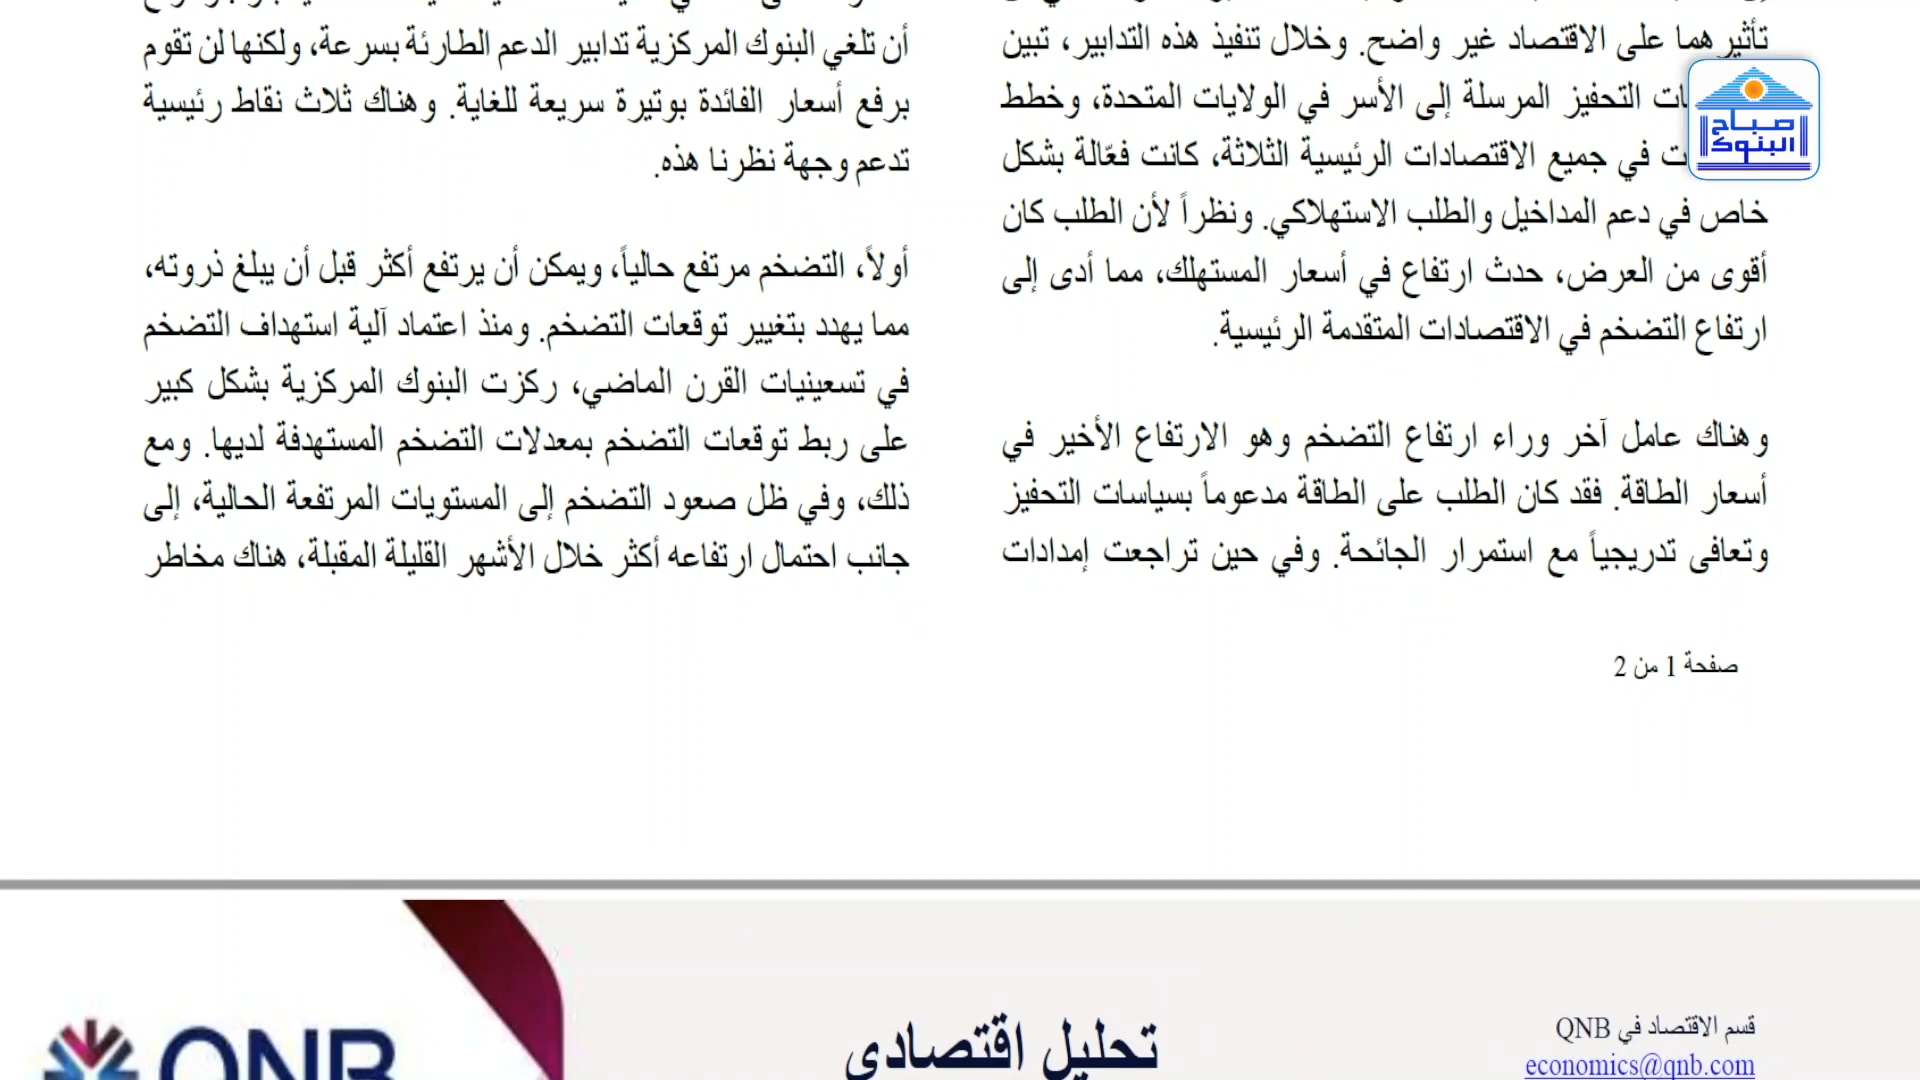 تأثيرهما على الاقتصاد غير واضح. وخلال تنفيذ هذه التدابير، تبين
التحفيز المرسلة إلى الأسر في الولايات المتحدة، وخطط
في جميع الاقتصادات الرئيسية الثلاثة، كانت فعّالة بشكل
خاص في دعم المداخيل والطلب الاستهلاكي. ونظراً لأن الطلب كان
أقوى من العرض، حدث ارتفاع في أسعار المستهلك، مما أدى إلى
ارتفاع التضخم في الاقتصادات المتقدمة الرئيسية.
وهناك عامل آخر وراء ارتفاع التضخم وهو الارتفاع الأخير في
أسعار الطاقة. فقد كان الطلب على الطاقة مدعوماً بسياسات التحفيز
وتعافى تدريجياً مع استمرار الجائحة. وفي حين تراجعت إمدادات
أن تلغي البنوك المركزية تدابير الدعم الطارئة بسرعة، ولكنها لن تقوم
برفع أسعار الفائدة بوتيرة سريعة للغاية. وهناك ثلاث نقاط رئيسية
تدعم وجهة نظرنا هذه.
أولاً، التضخم مرتفع حالياً، ويمكن أن يرتفع أكثر قبل أن يبلغ ذروته،
مما يهدد بتغيير توقعات التضخم. ومنذ اعتماد آلية استهداف التضخم
في تسعينيات القرن الماضي، ركزت البنوك المركزية بشكل كبير
على ربط توقعات التضخم بمعدلات التضخم المستهدفة لديها. ومع
ذلك، وفي ظل صعود التضخم إلى المستويات المرتفعة الحالية، إلى
جانب احتمال ارتفاعه أكثر خلال الأشهر القليلة المقبلة، هناك مخاطر
صباح
البنوك
صفحة 1 من 2
قسم الاقتصاد في QNB
economics@qnb.com
تحليل اقتصادي
QNB